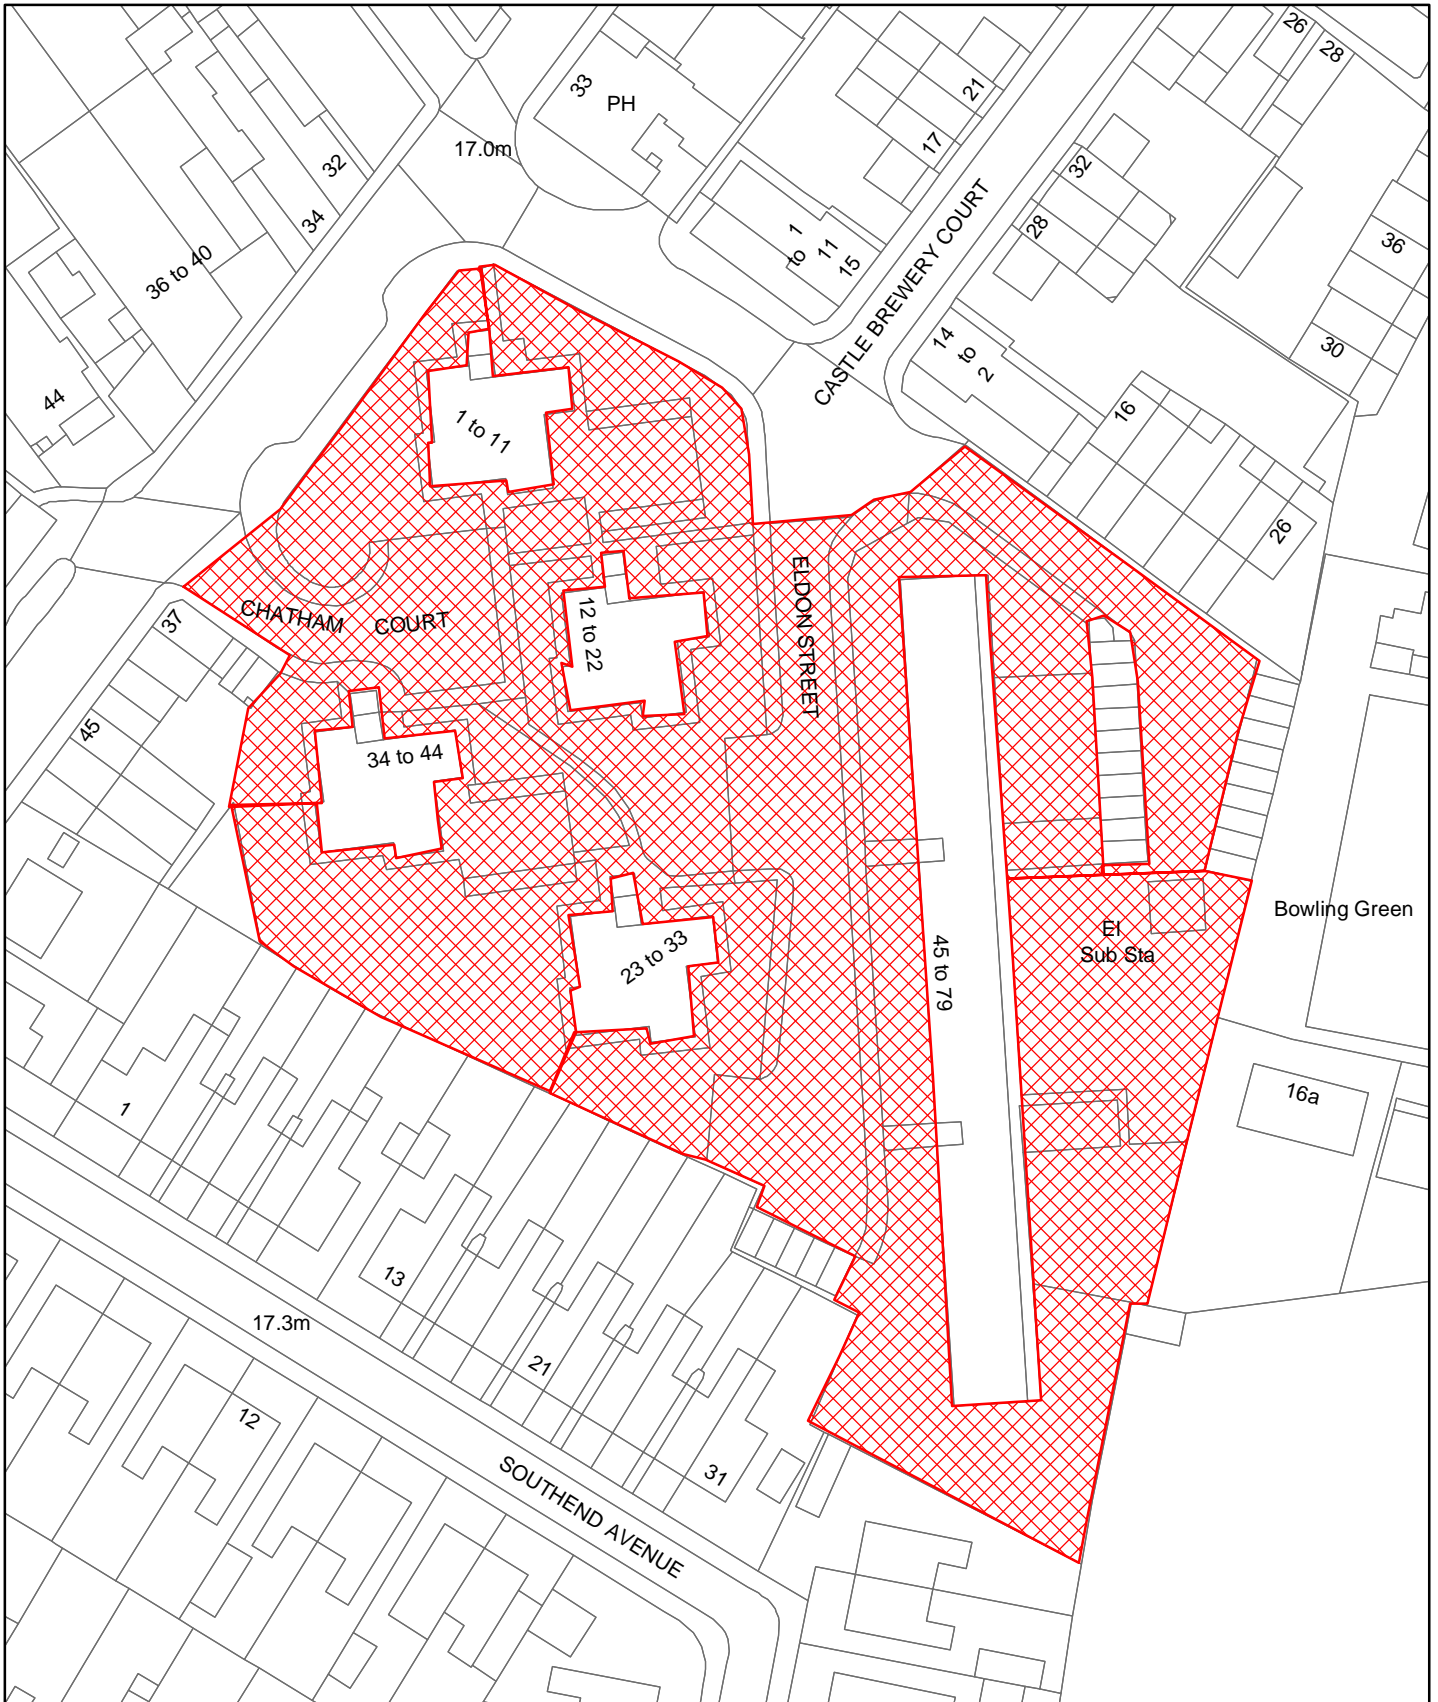 26
28
33
PH
21
17
17.0m
32
34
32
28
36 to 40
1
to 11
15
36
CASTLE BREWERY COURT
14
to
2
30
44
16
1 to 11
26
ELDON STREET
12 to 22
CHATHAM COURT
37
45
34 to 44
Bowling Green
El
Sub Sta
45 to 79
23 to 33
16a
1
13
17.3m
21
12
31
SOUTHEND AVENUE